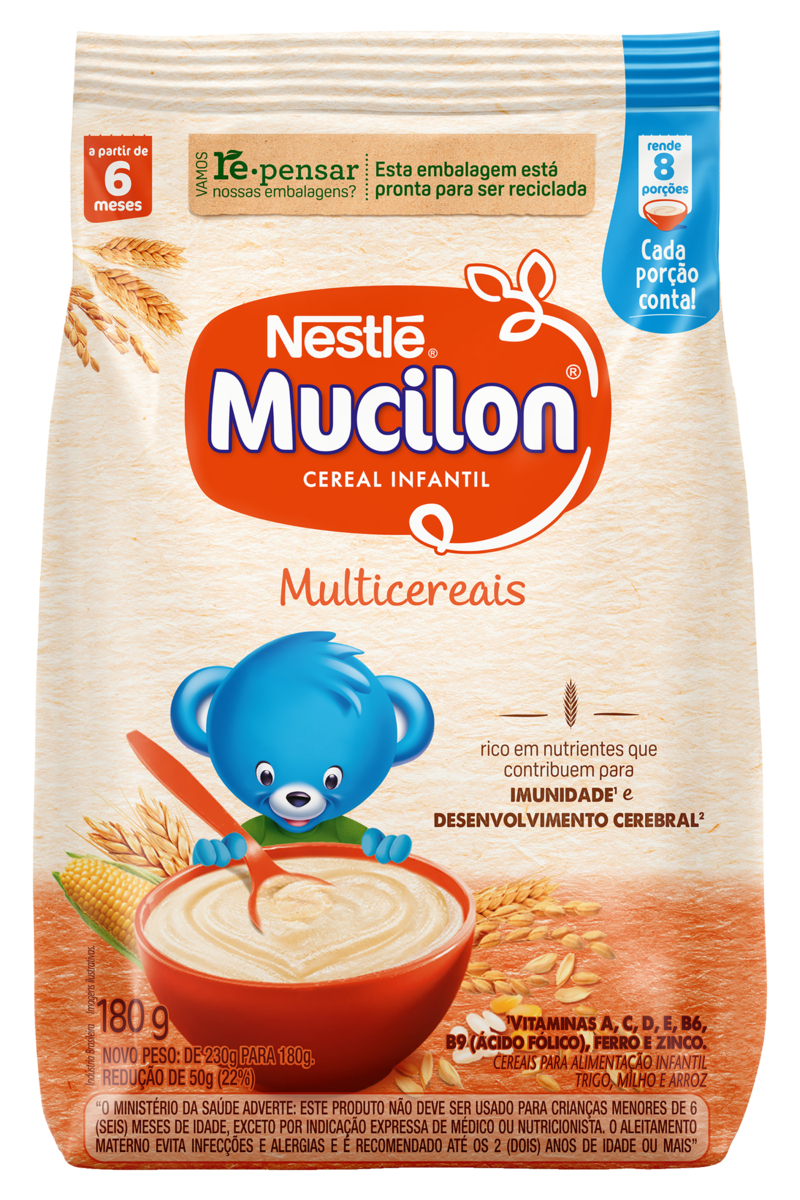 a partir de
6
meses
VAMOS
re·pensar
nossas embalagens?
Esta embalagem está
pronta para ser reciclada
rende
8
porções
Cada
porção
conta!
Nestlé®
Mucilon®
CEREAL INFANTIL
Multicereais
rico em nutrientes que
contribuem para
IMUNIDADE¹ e
DESENVOLVIMENTO CEREBRAL²
Indústria Brasileira Imagens ilustrativas.
180 g
NOVO PESO: DE 230g PARA 180g.
REDUÇÃO DE 50g (22%)
¹VITAMINAS A, C, D, E, B6,
B9 (ÁCIDO FÓLICO), FERRO E ZINCO.
CEREAIS PARA ALIMENTAÇÃO INFANTIL
TRIGO, MILHO E ARROZ
"O MINISTÉRIO DA SAÚDE ADVERTE: ESTE PRODUTO NÃO DEVE SER USADO PARA CRIANÇAS MENORES DE 6
(SEIS) MESES DE IDADE, EXCETO POR INDICAÇÃO EXPRESSA DE MÉDICO OU NUTRICIONISTA. O ALEITAMENTO
MATERNO EVITA INFECÇÕES E ALERGIAS E É RECOMENDADO ATÉ OS 2 (DOIS) ANOS DE IDADE OU MAIS"